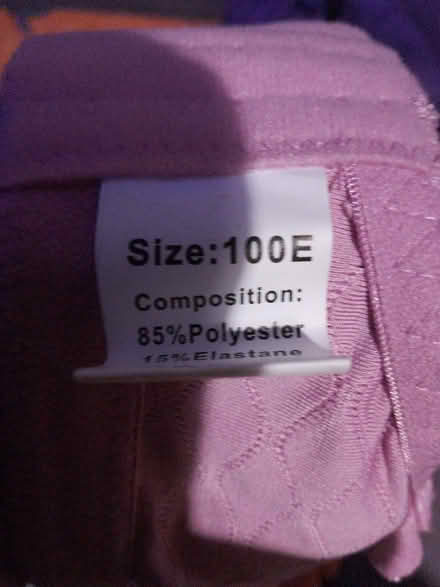 Size:100E
Composition:
85%Polyester
15%Elastane